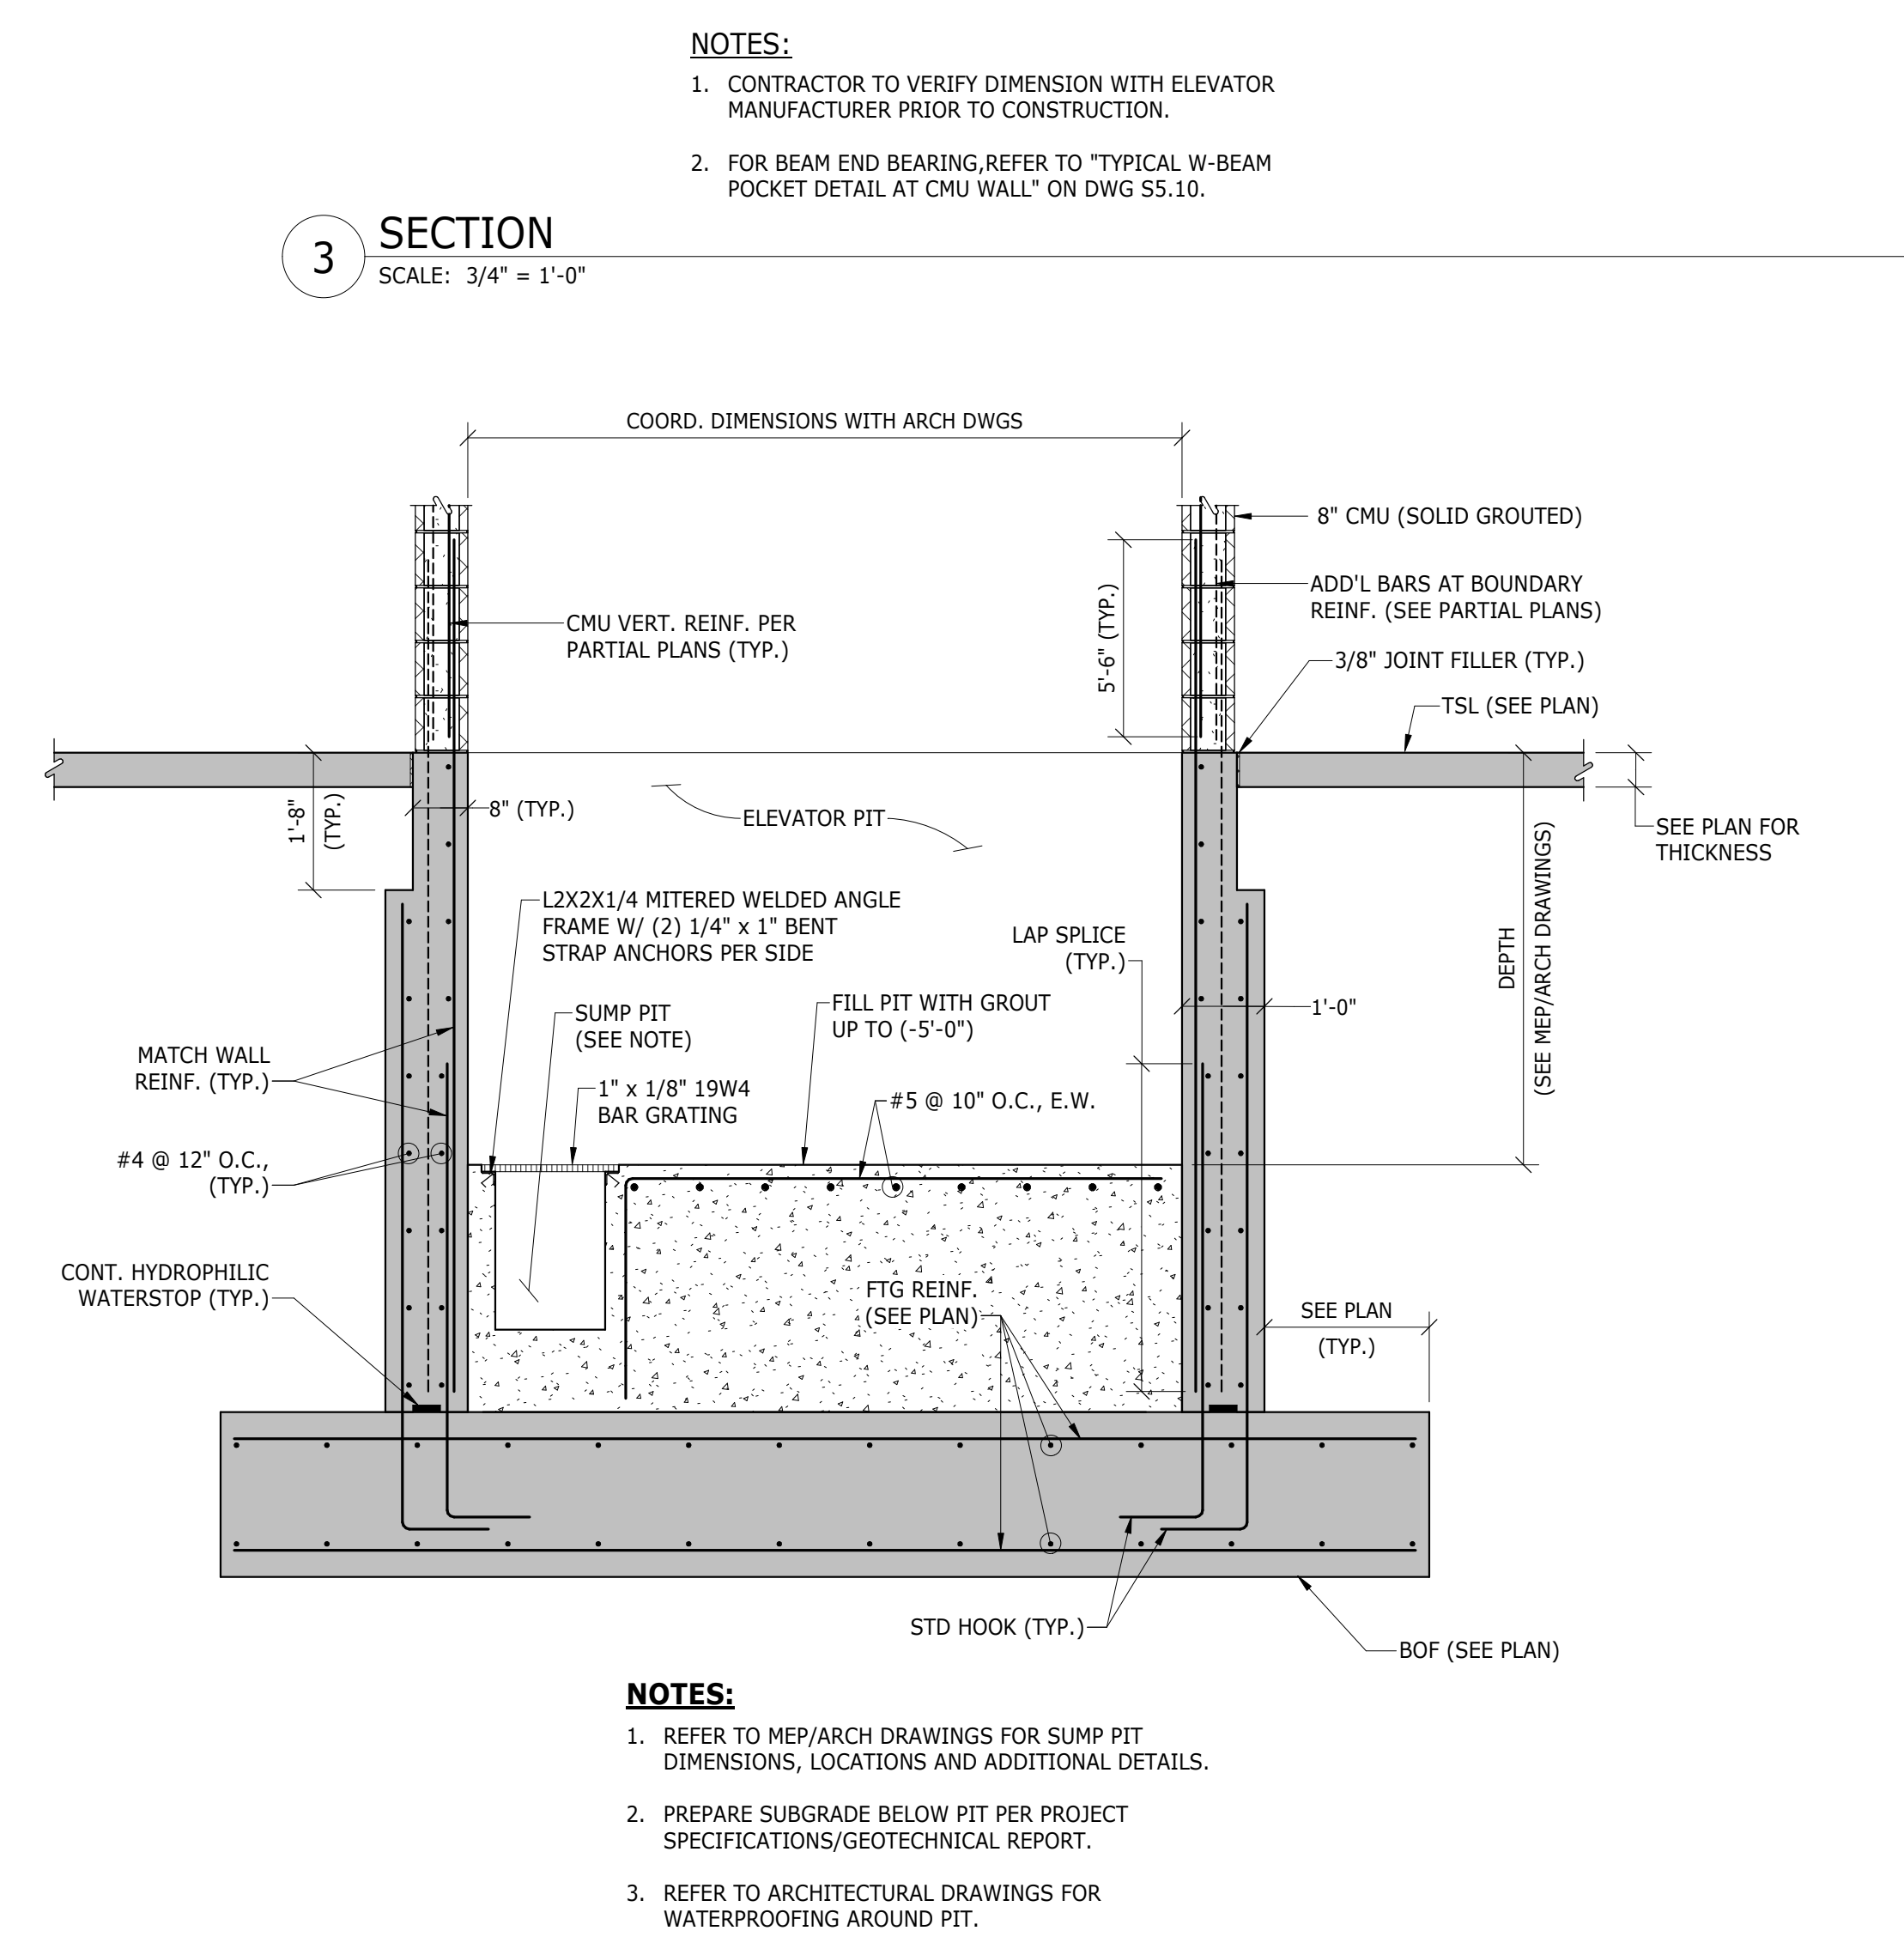 NOTES:
1. CONTRACTOR TO VERIFY DIMENSION WITH ELEVATOR
MANUFACTURER PRIOR TO CONSTRUCTION.
2. FOR BEAM END BEARING,REFER TO "TYPICAL W-BEAM
POCKET DETAIL AT CMU WALL" ON DWG S5.10.
3
SECTION
SCALE: 3/4" = 1'-0"
COORD. DIMENSIONS WITH ARCH DWGS
8" CMU (SOLID GROUTED)
ADD'L BARS AT BOUNDARY
REINF. (SEE PARTIAL PLANS)
5'-6" (TYP.)
CMU VERT. REINF. PER
PARTIAL PLANS (TYP.)
3/8" JOINT FILLER (TYP.)
TSL (SEE PLAN)
1'-8"
(TYP.)
8" (TYP.)
ELEVATOR PIT
SEE PLAN FOR
THICKNESS
L2X2X1/4 MITERED WELDED ANGLE
FRAME W/ (2) 1/4" x 1" BENT
STRAP ANCHORS PER SIDE
LAP SPLICE
(TYP.)
DEPTH
(SEE MEP/ARCH DRAWINGS)
SUMP PIT
(SEE NOTE)
FILL PIT WITH GROUT
UP TO (-5'-0")
1'-0"
MATCH WALL
REINF. (TYP.)
1" x 1/8" 19W4
BAR GRATING
#5 @ 10" O.C., E.W.
#4 @ 12" O.C.,
(TYP.)
CONT. HYDROPHILIC
WATERSTOP (TYP.)
FTG REINF.
(SEE PLAN)
SEE PLAN
(TYP.)
STD HOOK (TYP.)
BOF (SEE PLAN)
NOTES:
1. REFER TO MEP/ARCH DRAWINGS FOR SUMP PIT
DIMENSIONS, LOCATIONS AND ADDITIONAL DETAILS.
2. PREPARE SUBGRADE BELOW PIT PER PROJECT
SPECIFICATIONS/GEOTECHNICAL REPORT.
3. REFER TO ARCHITECTURAL DRAWINGS FOR
WATERPROOFING AROUND PIT.